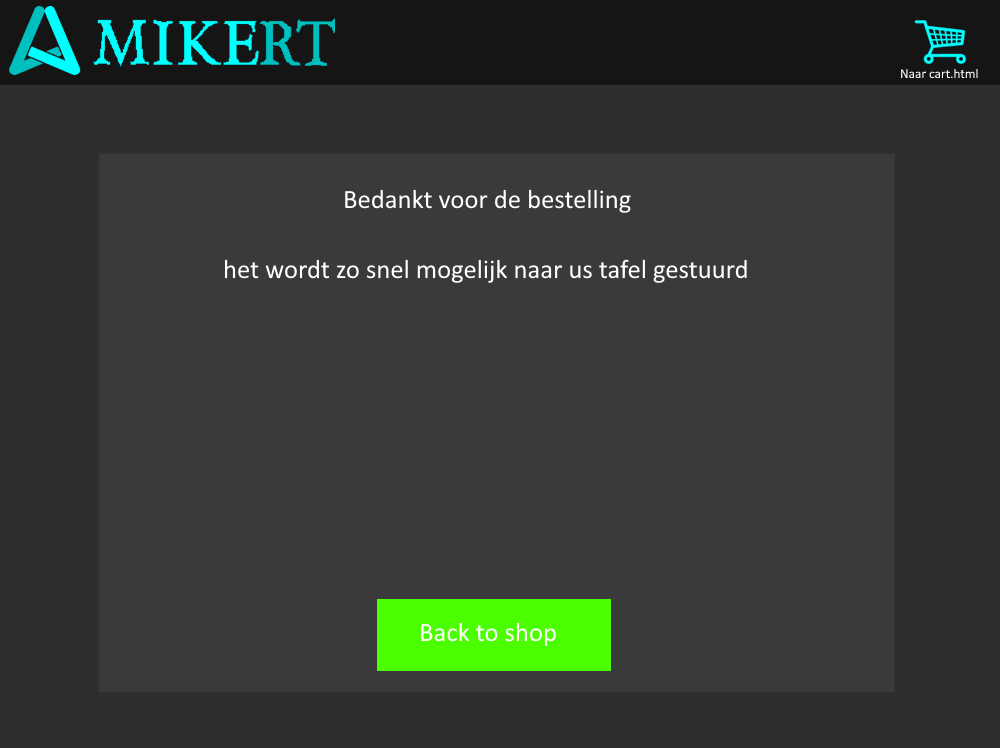 MIKERT
Naar cart.html
Bedankt voor de bestelling
het wordt zo snel mogelijk naar us tafel gestuurd
Back to shop